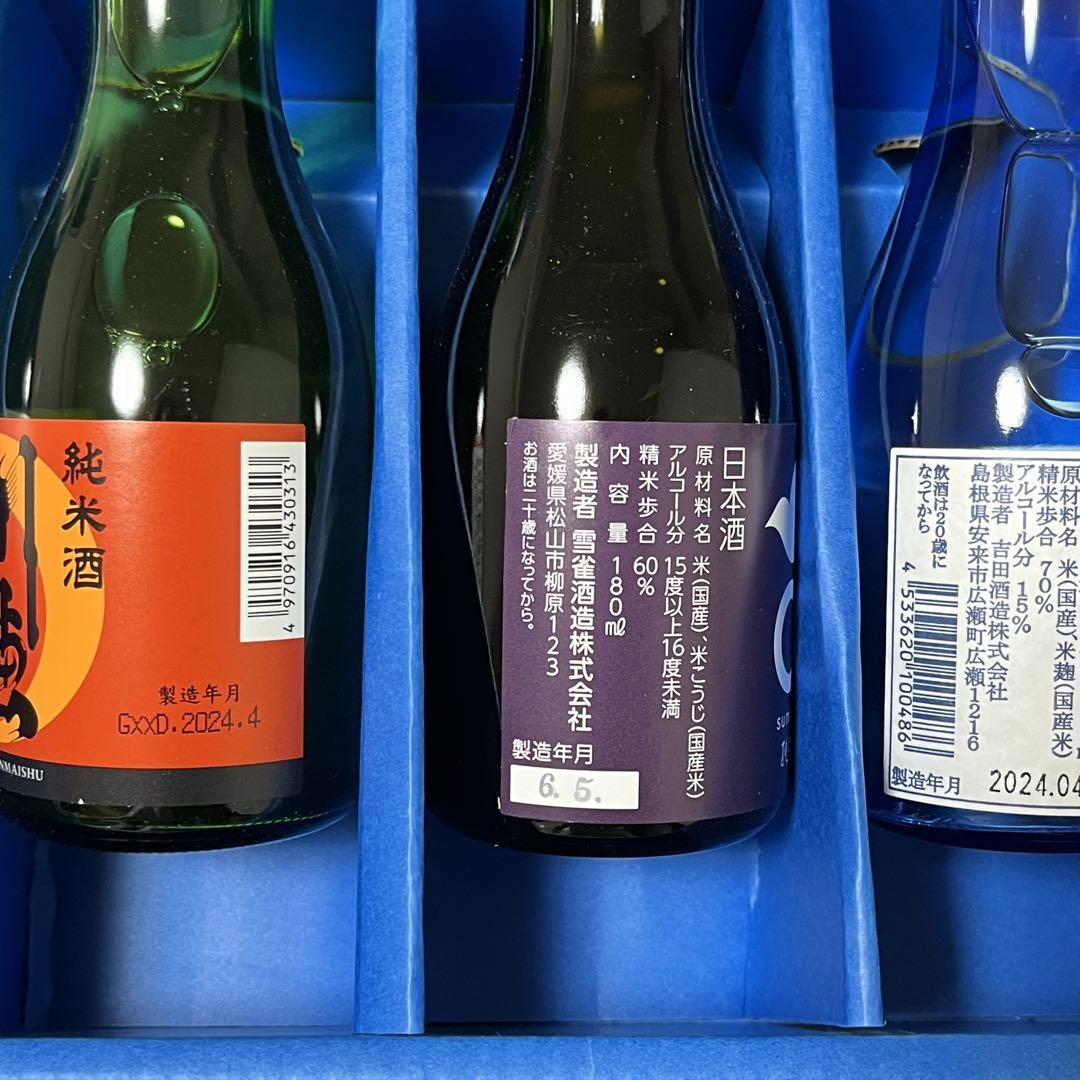 純米酒
4 970916 430313
製造年月
GxxD.2024.4
NMAISHU
日本酒
原材料名 米(国産)、米こうじ(国産米)
アルコール分 15度以上16度未満
精米歩合 60%
内容量 180㎖
製造者 雪雀酒造株式会社
愛媛県松山市柳原123
お酒は二十歳になってから。
製造年月
6.5.
sum
原材料名 米(国産)、米麹(国産米)
精米歩合 70%
アルコール分 15%
製造者 吉田酒造株式会社
島根県安来市広瀬町広瀬1216
飲酒は20歳に
なってから
4 533620 100486
製造年月 2024.04